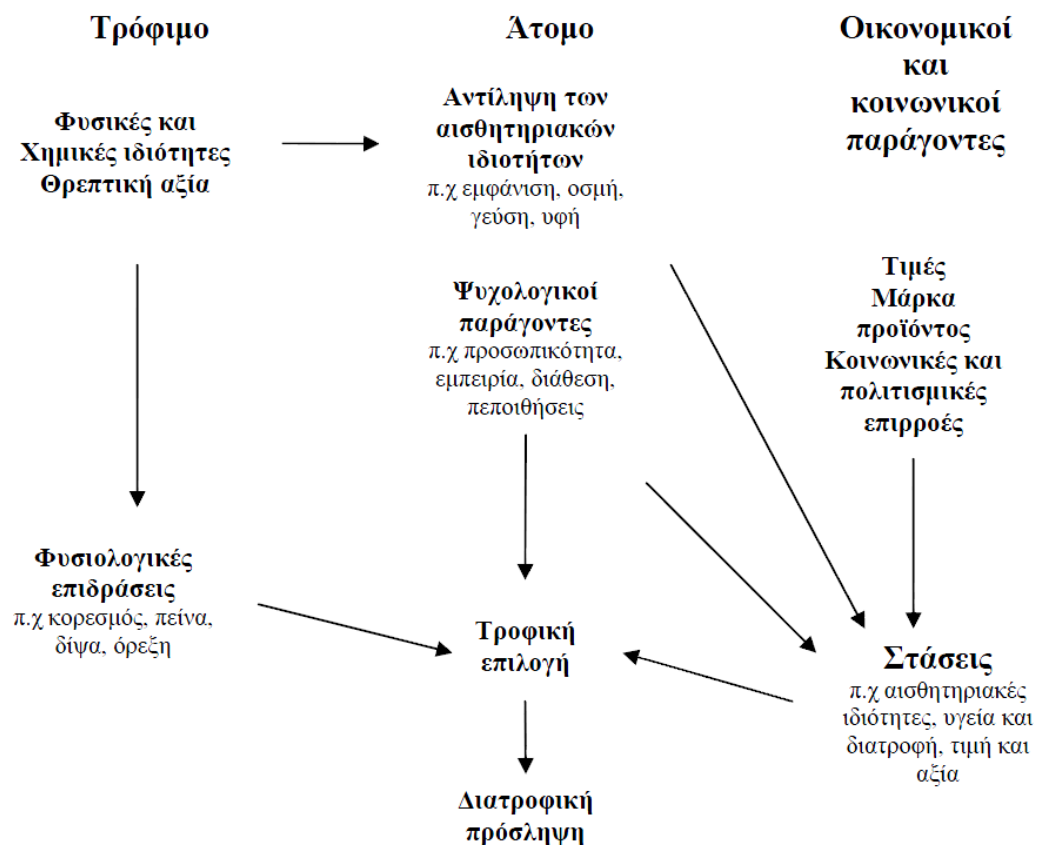 Τρόφιμο
Άτομο
Οικονομικοί
και
κοινωνικοί
παράγοντες
Φυσικές και
Χημικές ιδιότητες
Θρεπτική αξία
Αντίληψη των
αισθητηριακών
ιδιοτήτων
π.χ εμφάνιση, οσμή,
γεύση, υφή
Ψυχολογικοί
παράγοντες
π.χ προσωπικότητα,
εμπειρία, διάθεση,
πεποιθήσεις
Τιμές
Μάρκα
προϊόντος
Κοινωνικές και
πολιτισμικές
επιρροές
Φυσιολογικές
επιδράσεις
π.χ κορεσμός, πείνα,
δίψα, όρεξη
Τροφική
επιλογή
Στάσεις
π.χ αισθητηριακές
ιδιότητες, υγεία και
διατροφή, τιμή και
αξία
Διατροφική
πρόσληψη